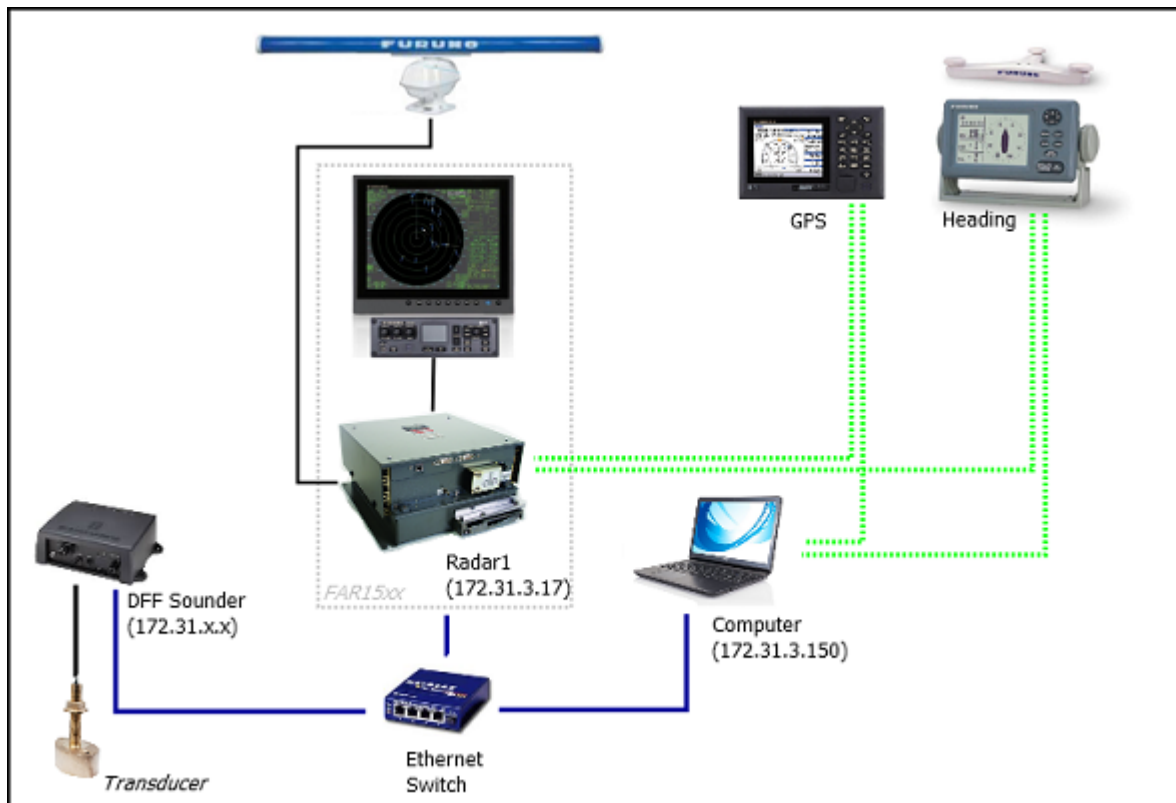 FURUNO
FURUNO
GPS
Heading
Radar1
(172.31.3.17)
FAR15xx
DFF Sounder
(172.31.x.x)
Computer
(172.31.3.150)
Ethernet
Switch
Transducer